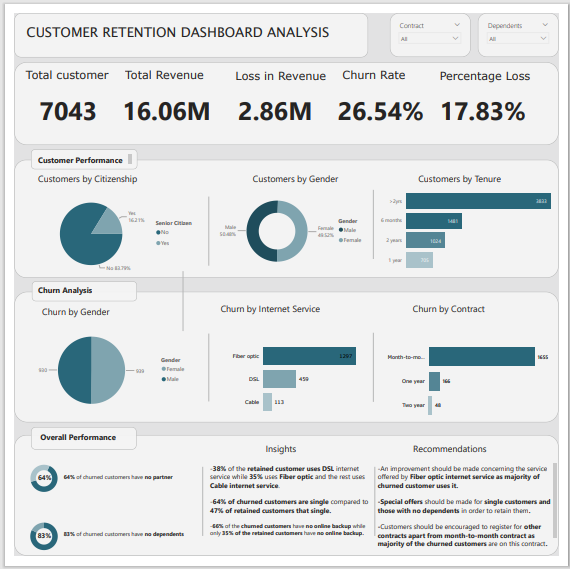 CUSTOMER RETENTION DASHBOARD ANALYSIS
Contract
All
Dependents
All
Total customer
Total Revenue
Loss in Revenue
Churn Rate
Percentage Loss
7043
16.06M
2.86M
26.54%
17.83%
Customer Performance
Customers by Citizenship
Yes
16.21%
No 83.79%
Senior Citizen
No
Yes
Customers by Gender
Male
50.48%
Female
49.52%
Gender
Male
Female
Customers by Tenure
>2yrs
3833
6 months
1481
2 years
1024
1 year
Churn Analysis
Churn by Gender
930
939
Gender
Female
Male
Churn by Internet Service
Fiber optic
1297
DSL
459
Cable
113
Churn by Contract
Month-to-mo...
1655
One year
166
Two year
48
Overall Performance
64%
64% of churned customers have no partner
83%
83% of churned customers have no dependents
Insights
-38% of the retained customer uses DSL internet
service while 35% uses Fiber optic and the rest uses
Cable internet service.
-64% of churned customers are single compared to
47% of retained customers that single.
-66% of the churned customers have no online backup while
only 35% of the retained customers have no online backup.
Recommendations
-An improvement should be made concerning the service
offered by Fiber optic internet service as majority of
churned customer uses it.
-Special offers should be made for single customers and
those with no dependents in order to retain them.
-Customers should be encouraged to register for other
contracts apart from month-to-month contract as
majority of the churned customers are on this contract.